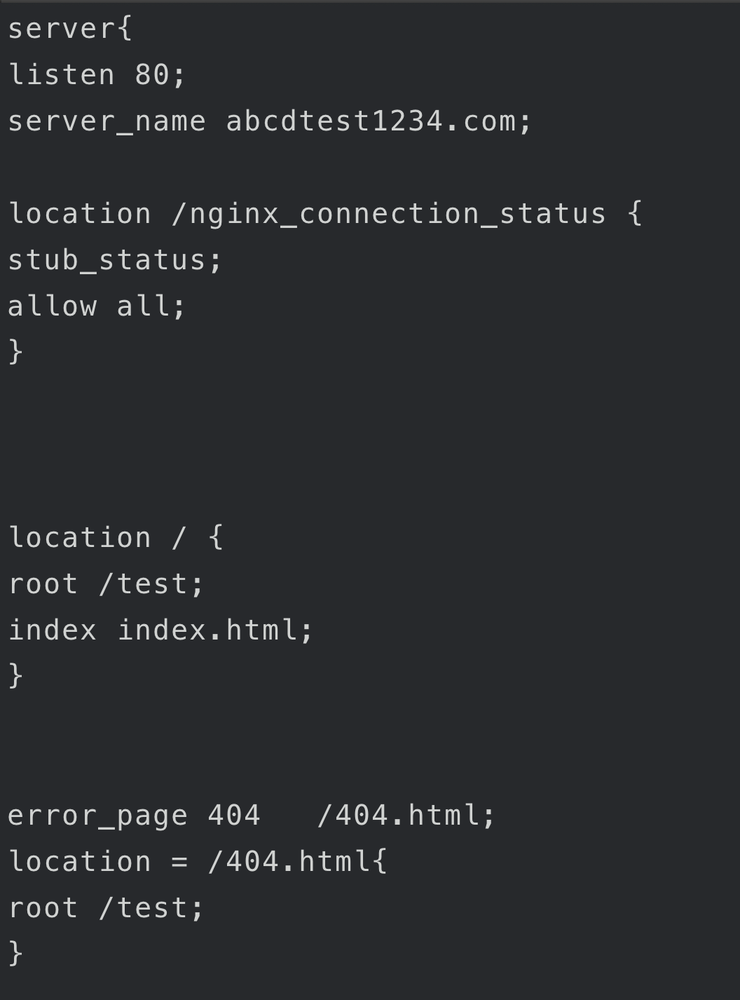 server{
listen 80;
server_name abcdtest1234.com;
location /nginx_connection_status {
stub_status;
allow all;
}
location / {
root /test;
index index.html;
}
error_page 404   /404.html;
location = /404.html{
root /test;
}